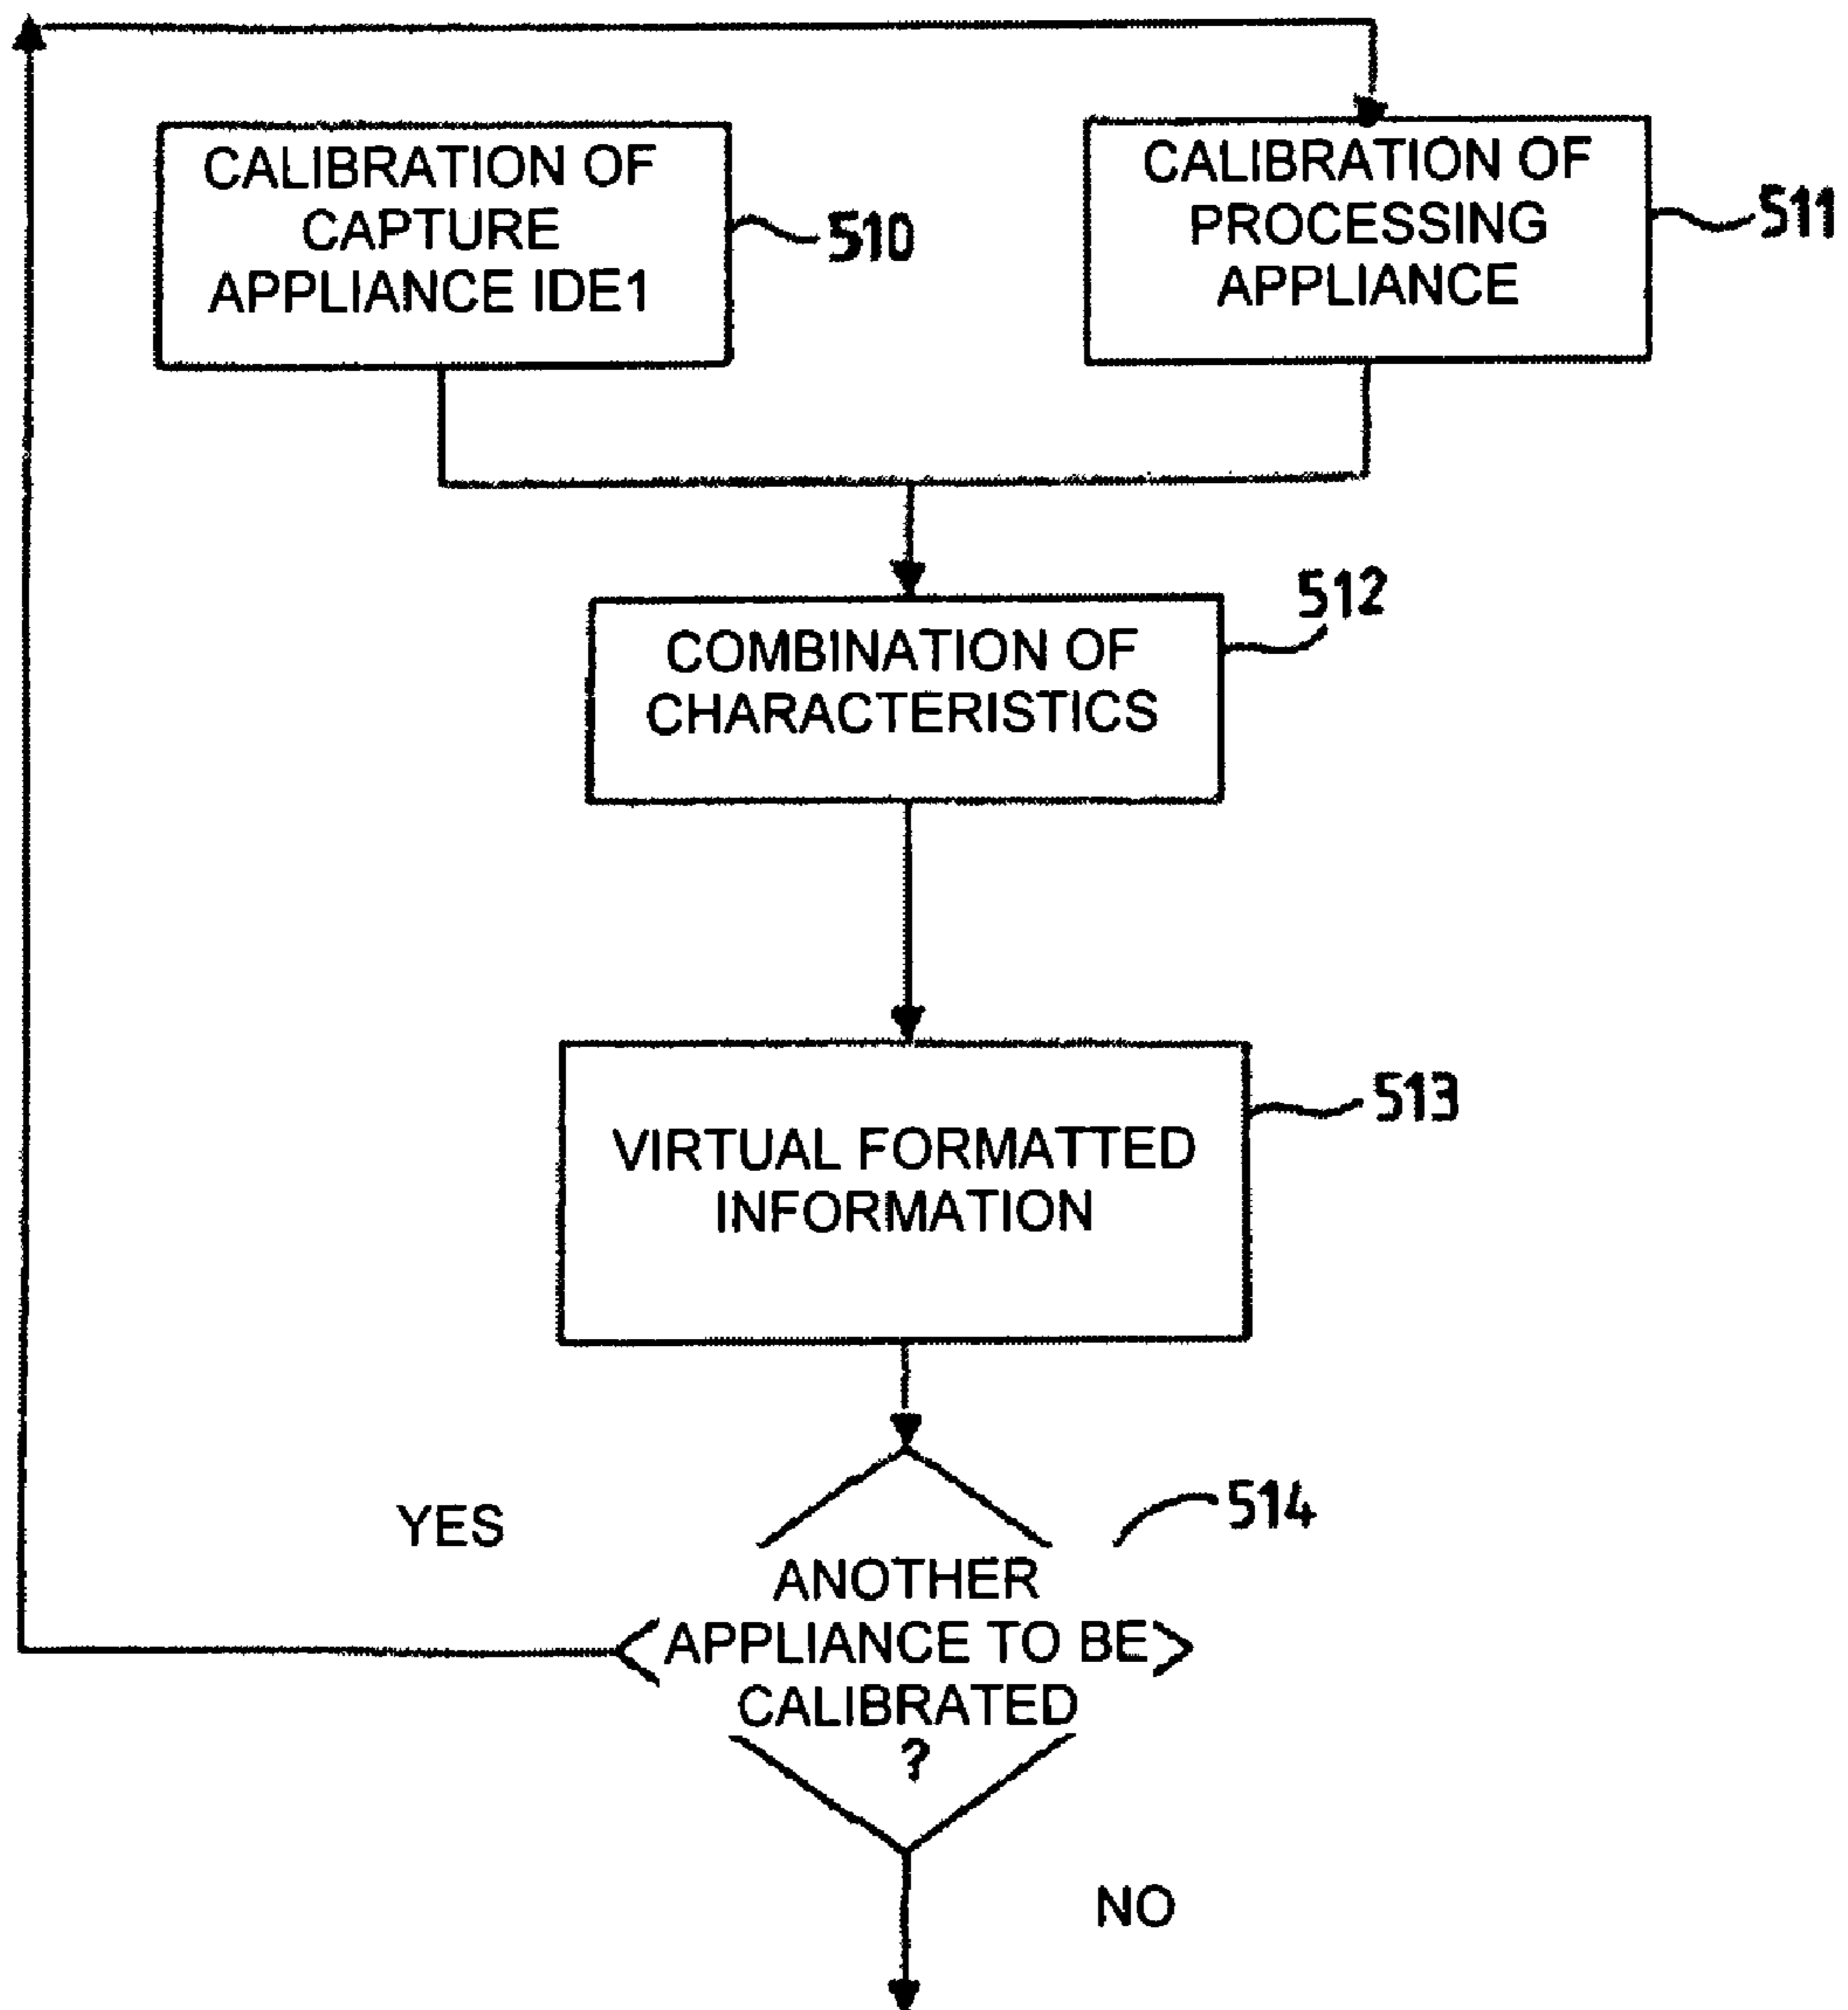 CALIBRATION OF
CAPTURE
APPLIANCE IDE1
510
CALIBRATION OF
PROCESSING
APPLIANCE
511
COMBINATION OF
CHARACTERISTICS
512
VIRTUAL FORMATTED
INFORMATION
513
YES
514
ANOTHER
APPLIANCE TO BE
CALIBRATED
?
NO